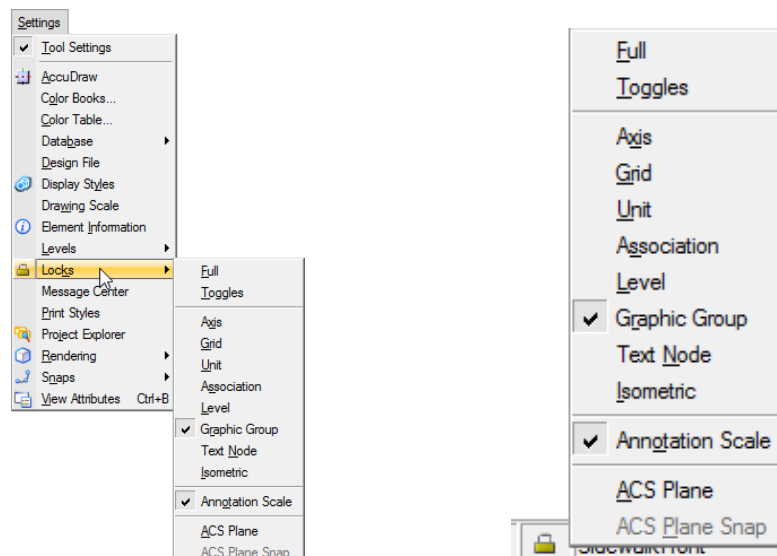 Settings
Tool Settings
AccuDraw
Color Books...
Color Table...
Database
Design File
Display Styles
Drawing Scale
Element Information
Levels
Locks
Message Center
Print Styles
Project Explorer
Rendering
Snaps
View Attributes Ctrl+B
Full
Toggles
Axis
Grid
Unit
Association
Level
Graphic Group
Text Node
Isometric
Annotation Scale
ACS Plane
ACS Plane Snap
Full
Toggles
Axis
Grid
Unit
Association
Level
Graphic Group
Text Node
Isometric
Annotation Scale
ACS Plane
ACS Plane Snap